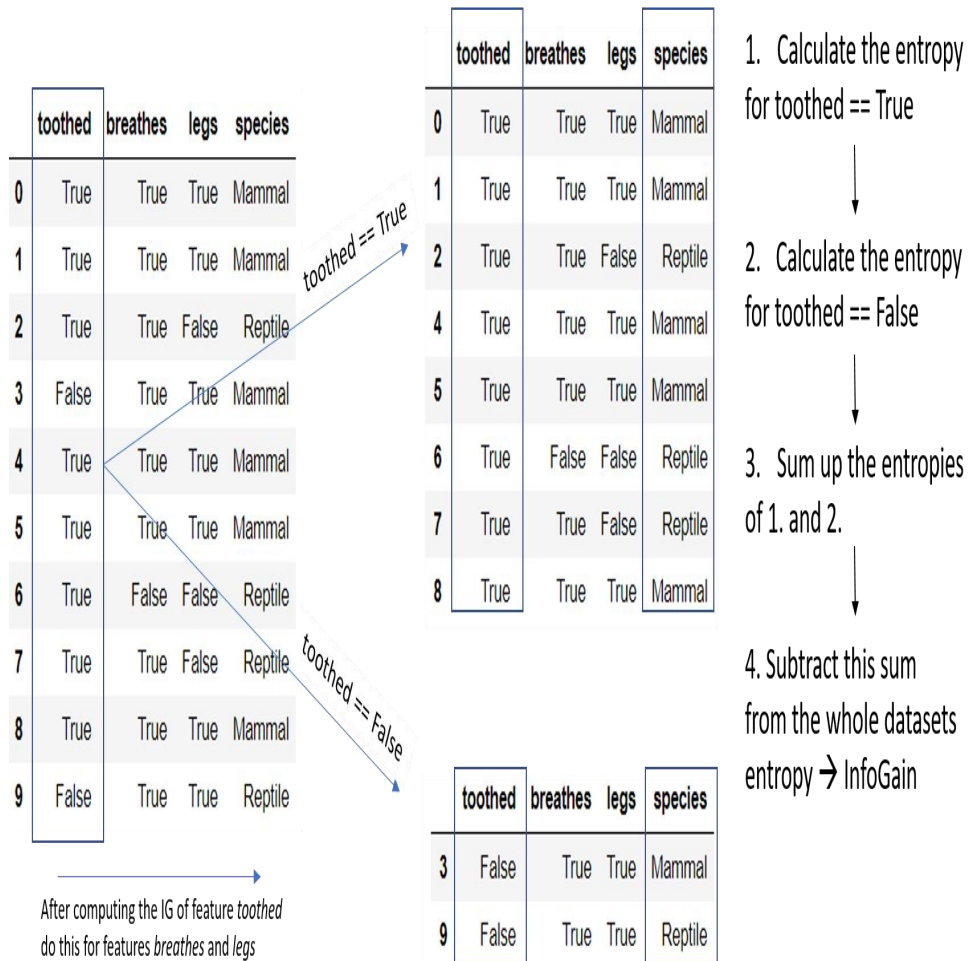 toothed breathes legs species
0 True True True Mammal
1 True True True Mammal
2 True True False Reptile
3 False True True Mammal
4 True True True Mammal
5 True True True Mammal
6 True False False Reptile
7 True True False Reptile
8 True True True Mammal
9 False True True Reptile
After computing the IG of feature toothed
do this for features breathes and legs
toothed == True
toothed == False
toothed breathes legs species
0 True True True Mammal
1 True True True Mammal
2 True True False Reptile
4 True True True Mammal
5 True True True Mammal
6 True False False Reptile
7 True True False Reptile
8 True True True Mammal
toothed breathes legs species
3 False True True Mammal
9 False True True Reptile
1. Calculate the entropy
for toothed == True
2. Calculate the entropy
for toothed == False
3. Sum up the entropies
of 1. and 2.
4. Subtract this sum
from the whole datasets
entropy → InfoGain